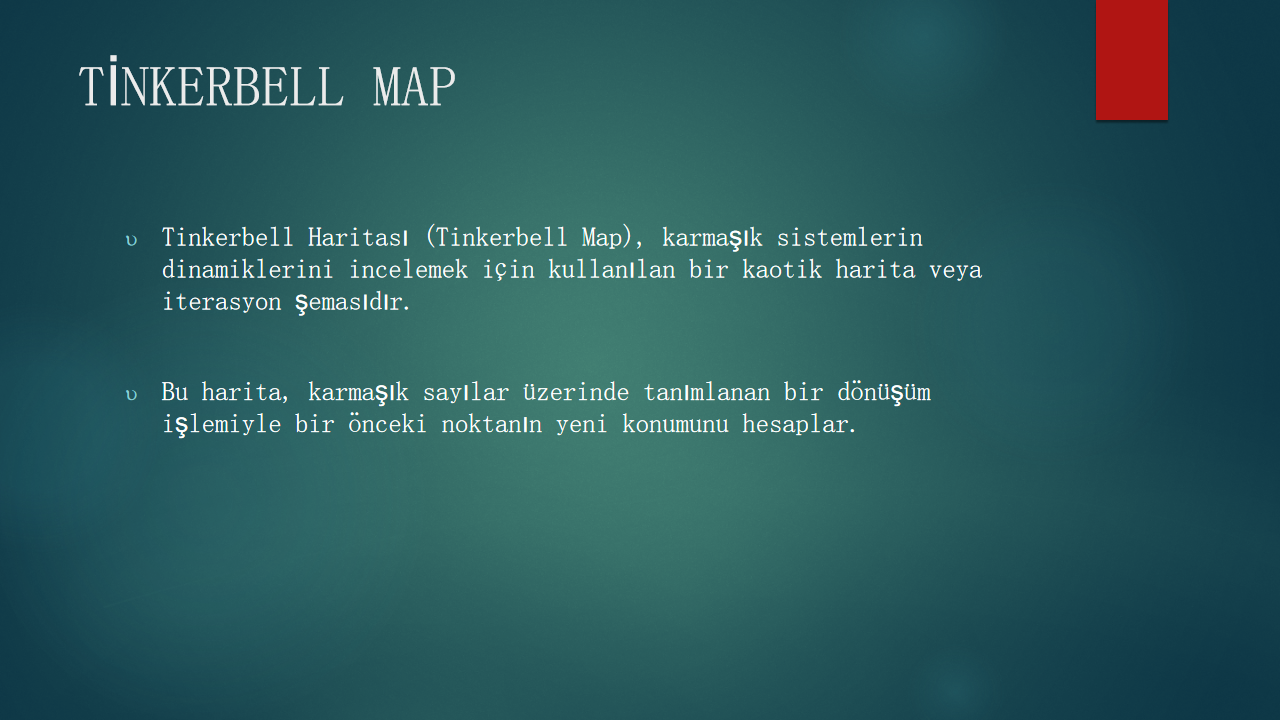 TİNKERBELL MAP
Tinkerbell Haritası (Tinkerbell Map), karmaşık sistemlerin
dinamiklerini incelemek için kullanılan bir kaotik harita veya
iterasyon şemasıdır.
Bu harita, karmaşık sayılar üzerinde tanımlanan bir dönüşüm
işlemiyle bir önceki noktanın yeni konumunu hesaplar.